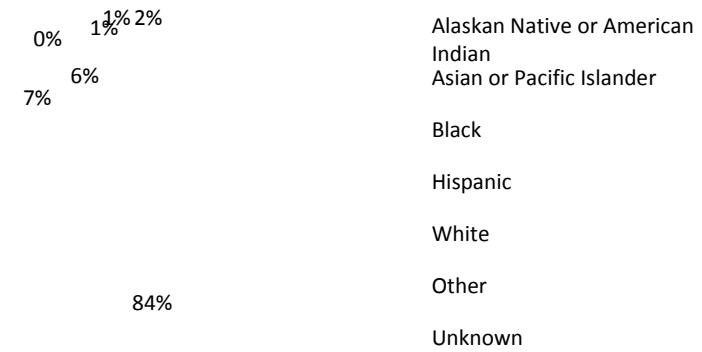 1% 2%
1%
0%
6%
7%
84%
Alaskan Native or American
Indian
Asian or Pacific Islander
Black
Hispanic
White
Other
Unknown